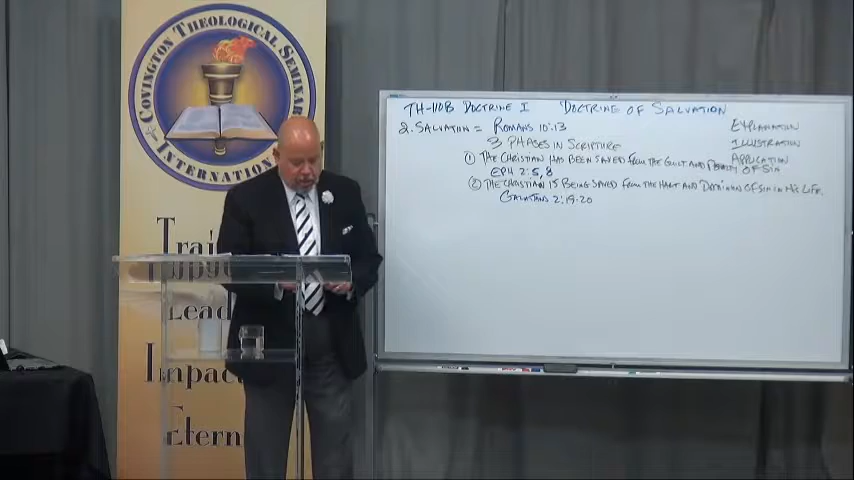 COVINGTON THEOLOGICAL SEMINARY
INTERNATIONAL
Trai
Lead
Impac
Etern
TH-110B DOCTRINE I DOCTRINE OF SALVATION
2. SALVATION = ROMANS 10:13
3 PHASES IN SCRIPTURE
① THE CHRISTIAN HAS BEEN SAVED FROM THE GUILT AND PENALTY OF SIN
EPH 2:5,8
② THE CHRISTIAN IS BEING SAVED FROM THE HABIT AND DOMINION OF SIN IN HIS LIFE.
GALATIANS 2:19-20
EXPLANATION
ILLUSTRATION
APPLICATION